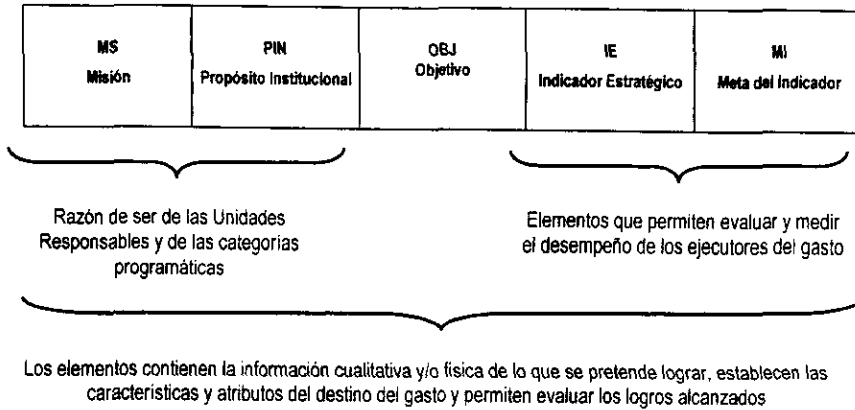 MS
Misión
PIN
Propósito Institucional
OBJ
Objetivo
IE
Indicador Estratégico
MI
Meta del Indicador
Razón de ser de las Unidades
Responsables y de las categorías
programáticas
Elementos que permiten evaluar y medir
el desempeño de los ejecutores del gasto
Los elementos contienen la información cualitativa y/o física de lo que se pretende lograr, establecen las
características y atributos del destino del gasto y permiten evaluar los logros alcanzados